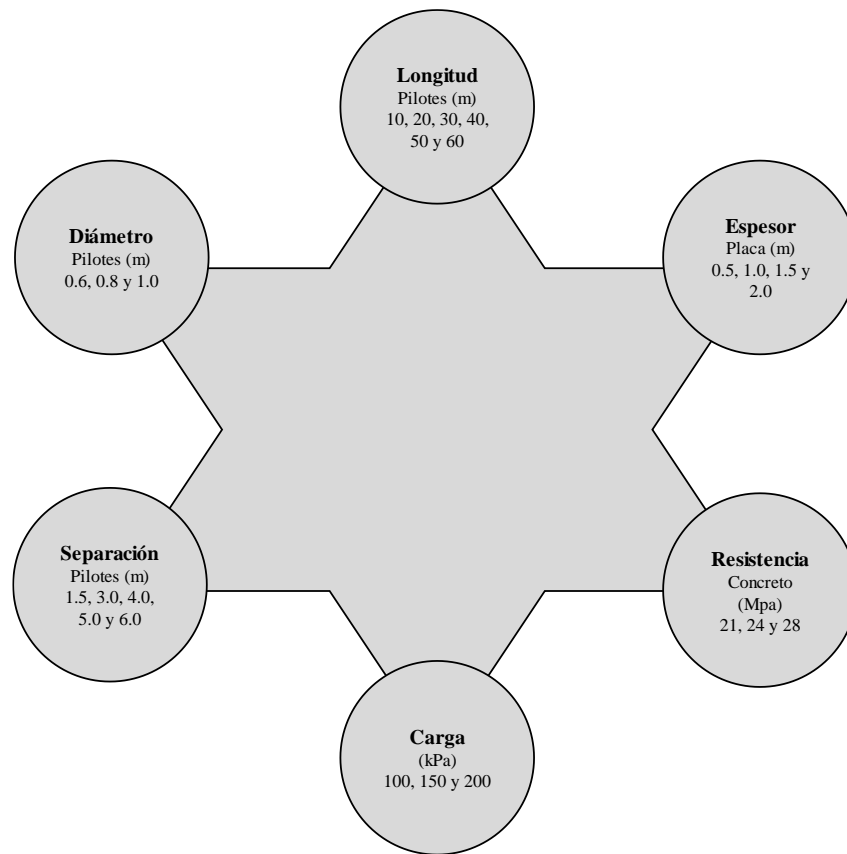 Longitud
Pilotes (m)
10, 20, 30, 40,
50 y 60
Diámetro
Pilotes (m)
0.6, 0.8 y 1.0
Espesor
Placa (m)
0.5, 1.0, 1.5 y
2.0
Separación
Pilotes (m)
1.5, 3.0, 4.0,
5.0 y 6.0
Resistencia
Concreto
(Mpa)
21, 24 y 28
Carga
(kPa)
100, 150 y 200